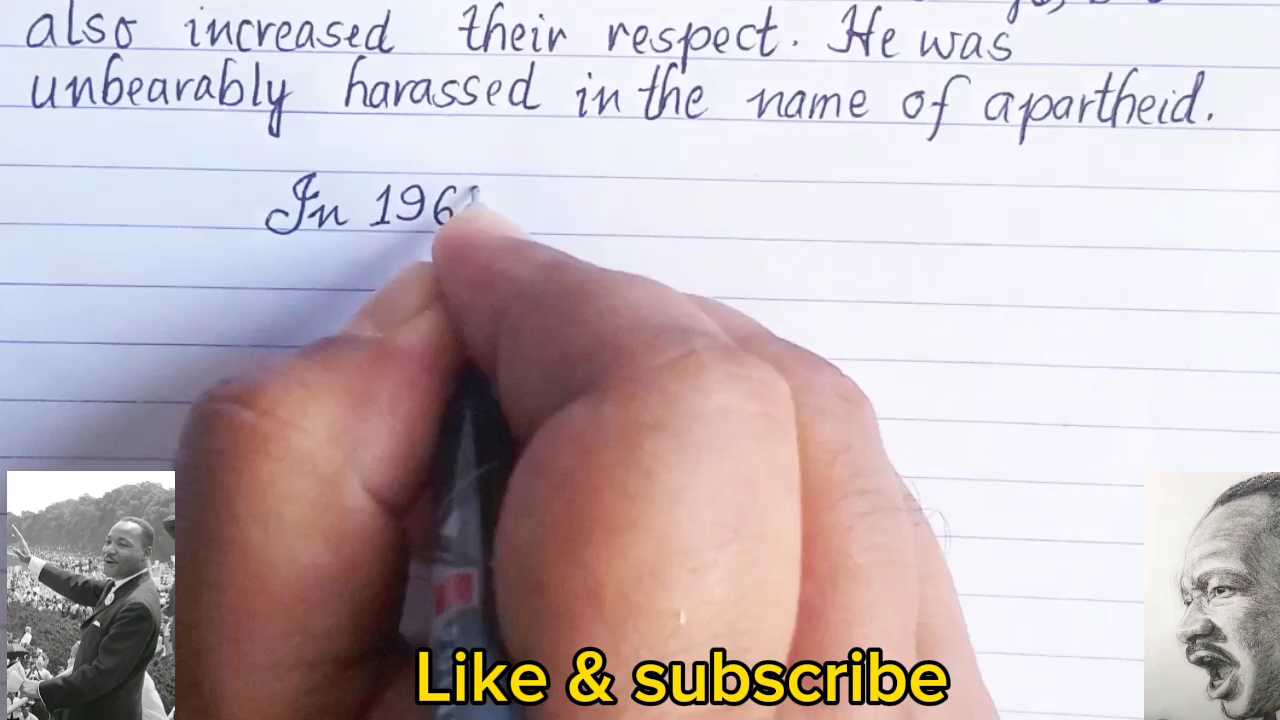 also increased their respect. He was
unbearably harassed in the name of apartheid.
In 196
Like & subscribe